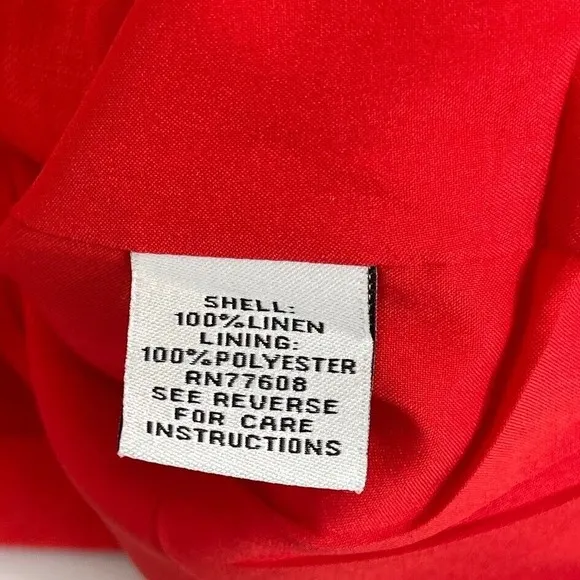 SHELL:
100%LINEN
LINING:
100%POLYESTER
RN77608
SEE REVERSE
FOR CARE
INSTRUCTIONS